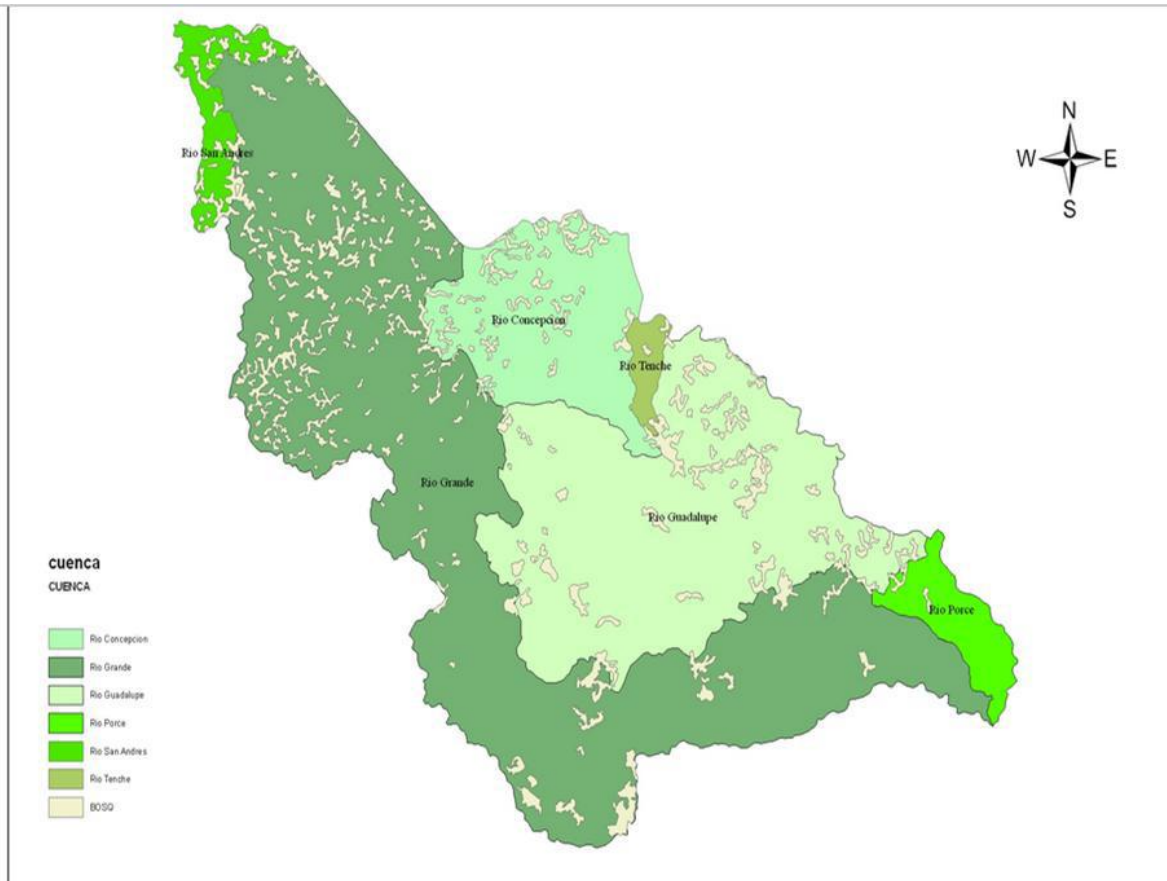 N
W E
S
Rio San Andres
Rio Concepcion
Rio Tenche
Rio Grande
Rio Guadalupe
Rio Porce
cuenca
CUENCA
Rio Concepcion
Rio Grande
Rio Guadalupe
Rio Porce
Rio San Andres
Rio Tenche
BOSQ